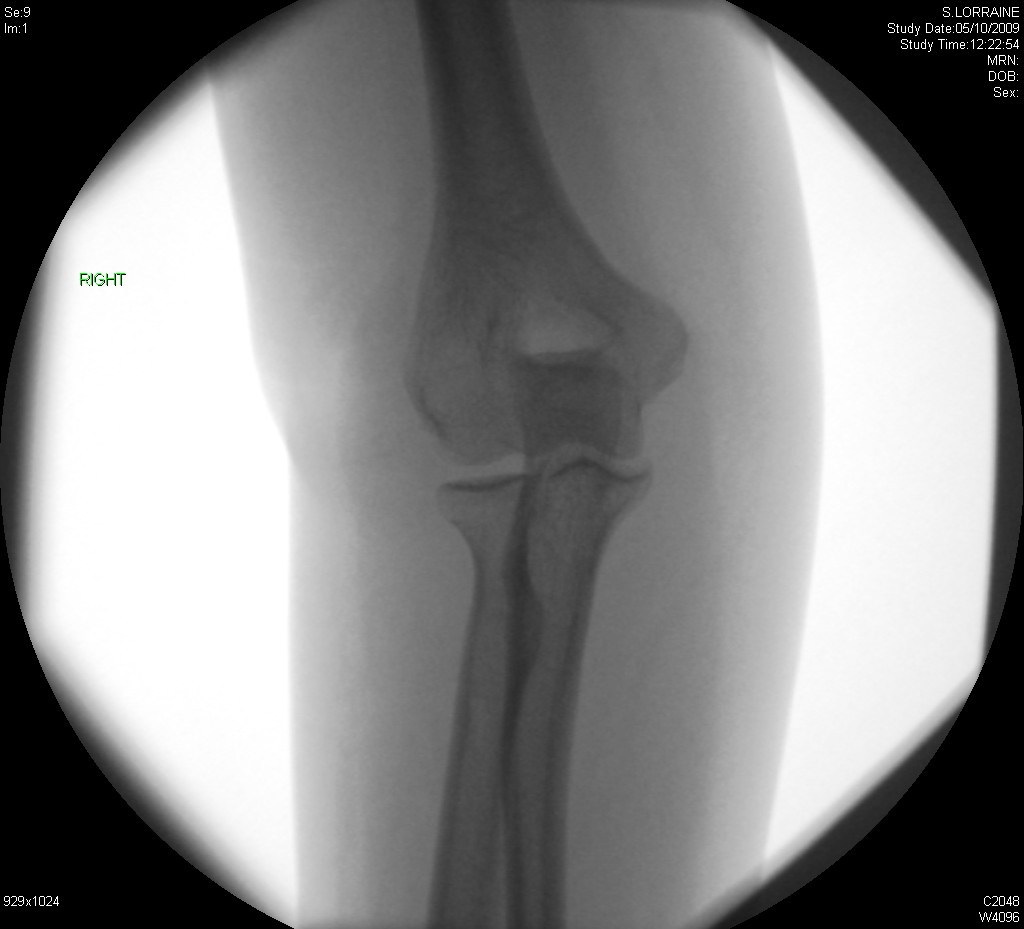 Se:9
Im:1
S.LORRAINE
Study Date:05/10/2009
Study Time:12:22:54
MRN:
DOB:
Sex:
RIGHT
929x1024
C2048
W4096